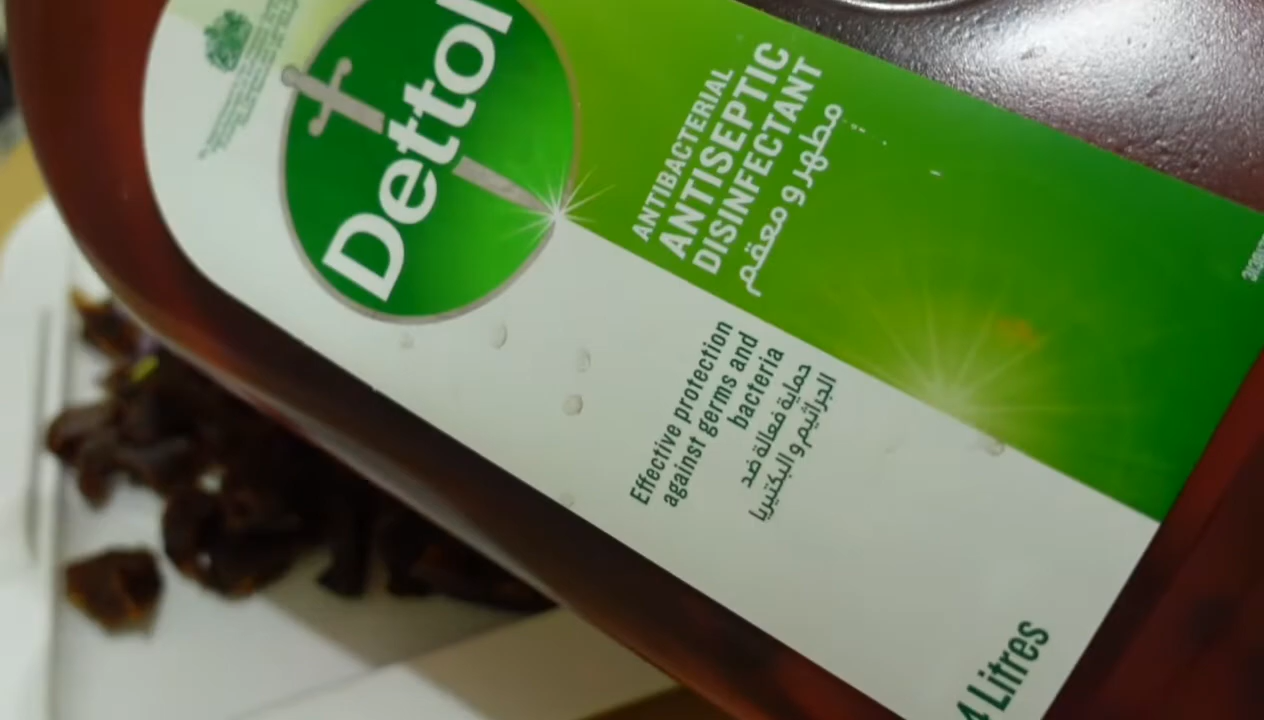 Dettol
ANTIBACTERIAL
ANTISEPTIC
DISINFECTANT
مطهر و معقم
Effective protection
against germs and
bacteria
حماية فعالة ضد
الجراثيم و البكتيريا
4 Litres